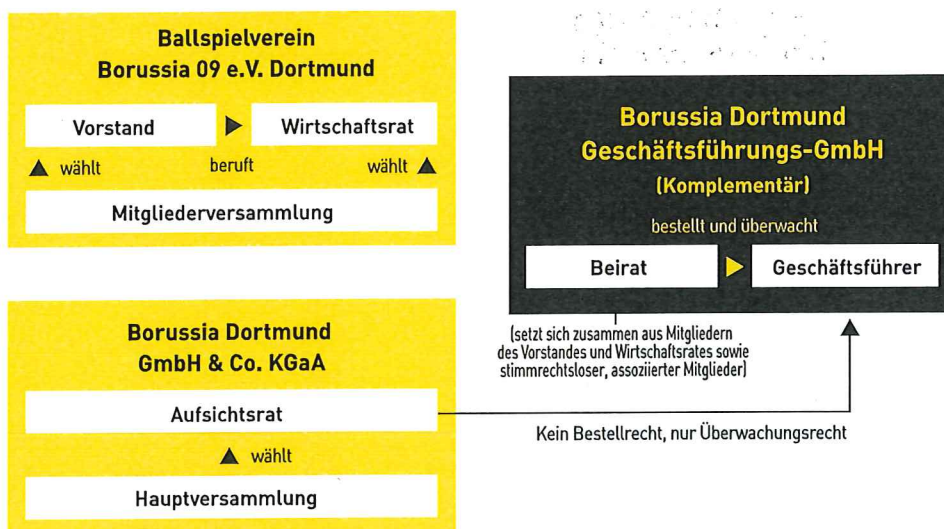 Ballspielverein
Borussia 09 e.V. Dortmund
Vorstand
Wirtschaftsrat
wählt
beruft
wählt
Mitgliederversammlung
Borussia Dortmund
Geschäftsführungs-GmbH
(Komplementär)
bestellt und überwacht
Beirat
Geschäftsführer
(setzt sich zusammen aus Mitgliedern
des Vorstandes und Wirtschaftsrates sowie
stimmrechtsloser, assoziierter Mitglieder)
Borussia Dortmund
GmbH & Co. KGaA
Aufsichtsrat
Kein Bestellrecht, nur Überwachungsrecht
wählt
Hauptversammlung